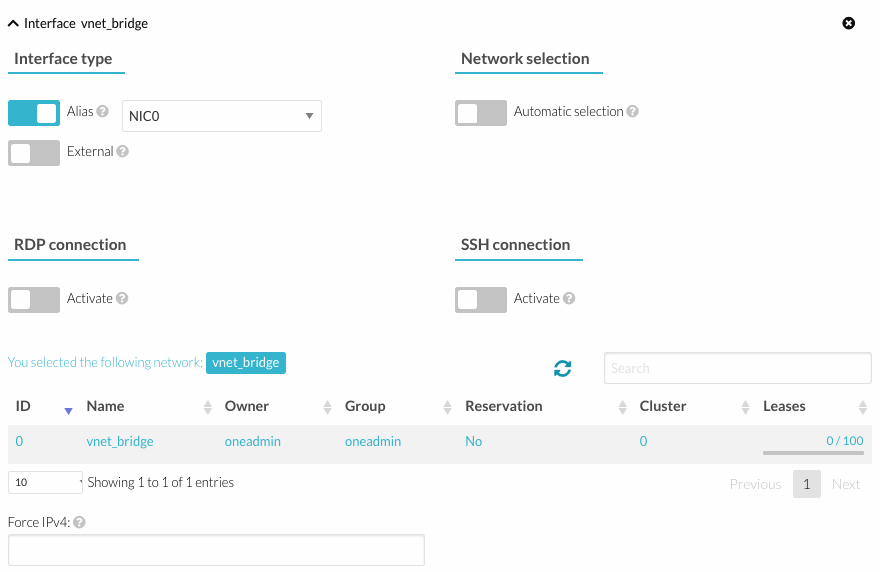 Interface vnet_bridge
Interface type
Network selection
Alias ?
NIC0
Automatic selection ?
External ?
RDP connection
SSH connection
Activate ?
Activate ?
You selected the following network: vnet_bridge
Search
ID Name Owner Group Reservation Cluster Leases
0 vnet_bridge oneadmin oneadmin No 0 0 / 100
10 Showing 1 to 1 of 1 entries
Previous 1 Next
Force IPv4: ?